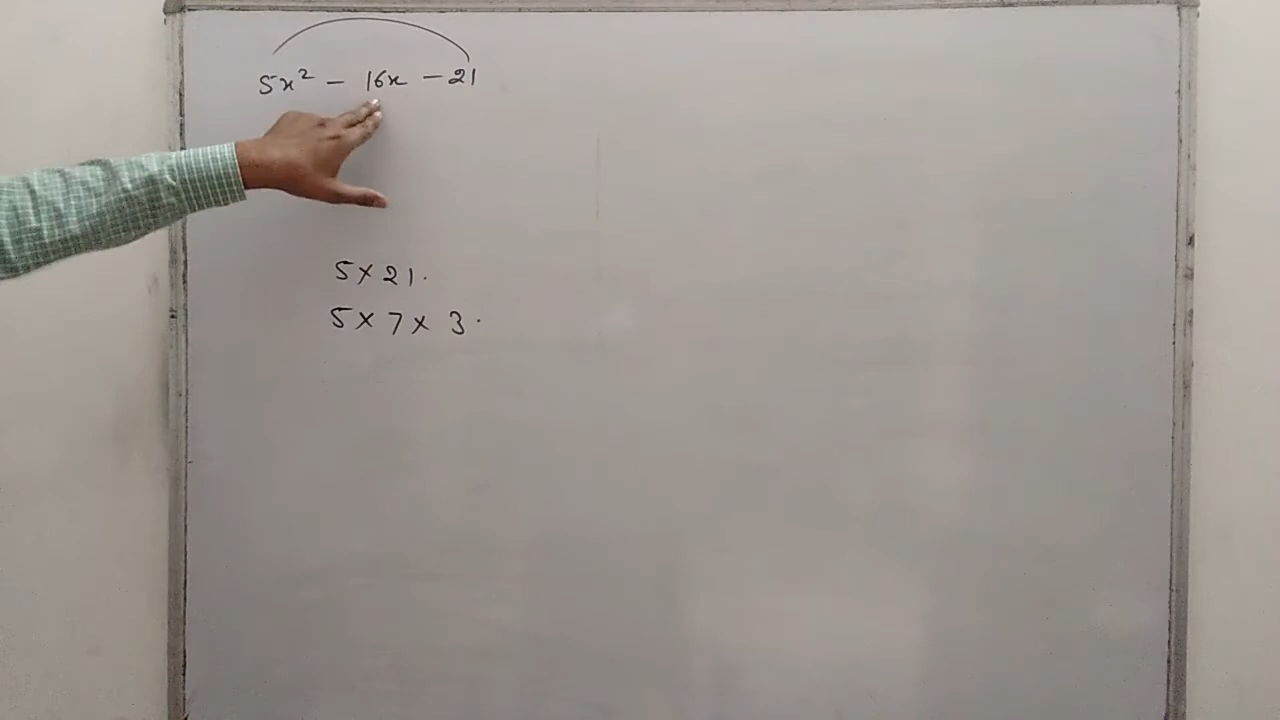 5x² - 16x - 21
5 × 21.
5 × 7 × 3.